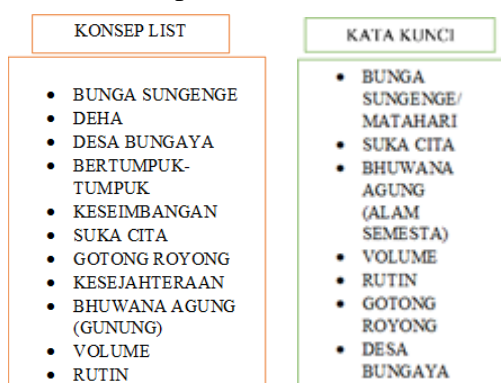 KONSEP LIST
• BUNGA SUNGENGE
• DEHA
• DESA BUNGAYA
• BERTUMPUK-
TUMPUK
• KESEIMBANGAN
• SUKA CITA
• GOTONG ROYONG
• KESEJAHTERAAN
• BHUWANA AGUNG
(GUNUNG)
• VOLUME
• RUTIN
KATA KUNCI
• BUNGA
SUNGENGE/
MATAHARI
• SUKA CITA
• BHUWANA
AGUNG
(ALAM
SEMESTA)
• VOLUME
• RUTIN
• GOTONG
ROYONG
• DESA
BUNGAYA